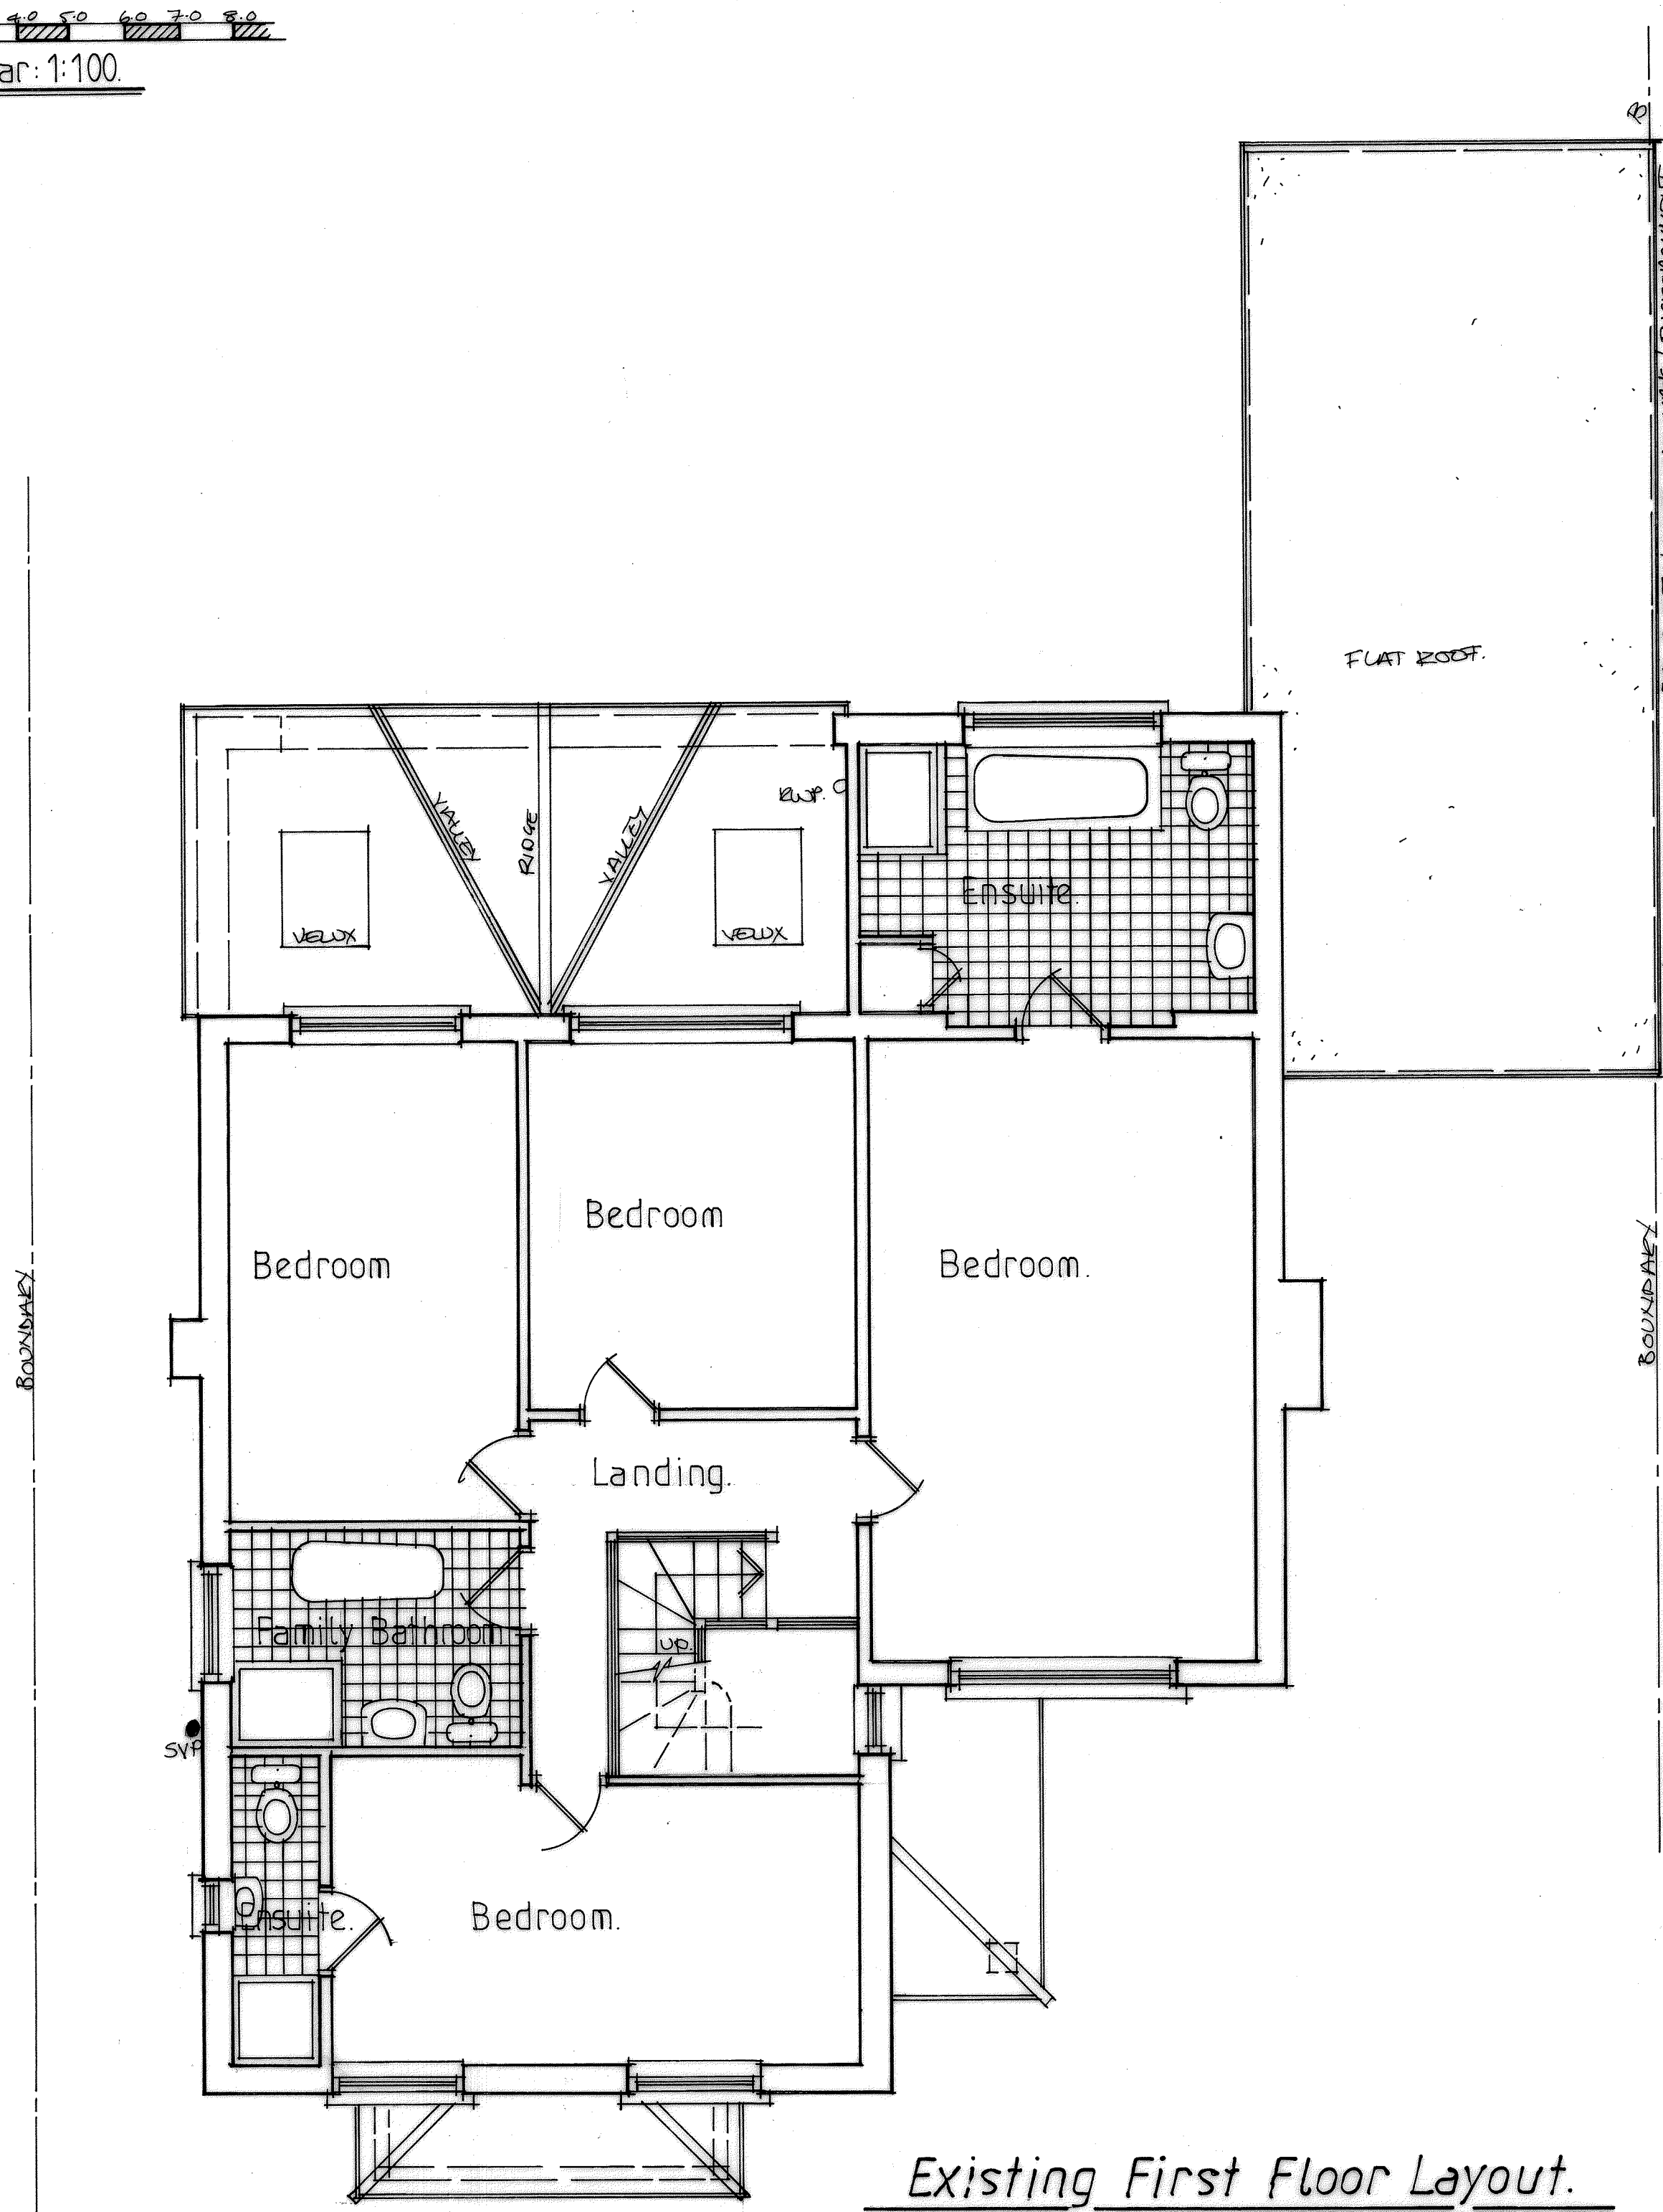 4.0 5.0 6.0 7.0 8.0
ar: 1:100.
B
FLAT ROOF.
VALLEY
RIDGE
VALLEY
RWP.
VELUX
VELUX
Ensuite.
Bedroom
Bedroom
Bedroom.
BOUNDARY
BOUNDARY
Landing.
Family Bathroom
UP.
SVP
Ensuite.
Bedroom.
Existing First Floor Layout.